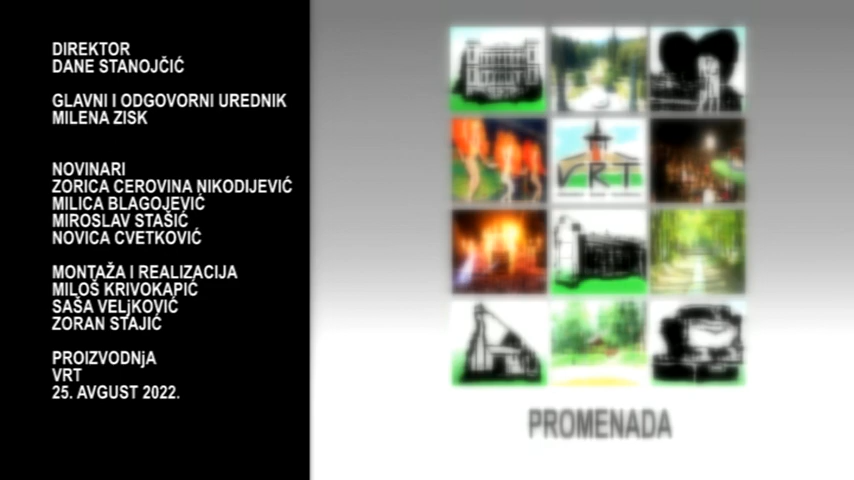 DIREKTOR
DANE STANOJČIĆ
GLAVNI I ODGOVORNI UREDNIK
MILENA ZISK
NOVINARI
ZORICA CEROVINA NIKODIJEVIĆ
MILICA BLAGOJEVIĆ
MIROSLAV STAŠIĆ
NOVICA CVETKOVIĆ
MONTAŽA I REALIZACIJA
MILOŠ KRIVOKAPIĆ
SAŠA VELjKOVIĆ
ZORAN STAJIĆ
PROIZVODNjA
VRT
25. AVGUST 2022.
VRT
PROMENADA